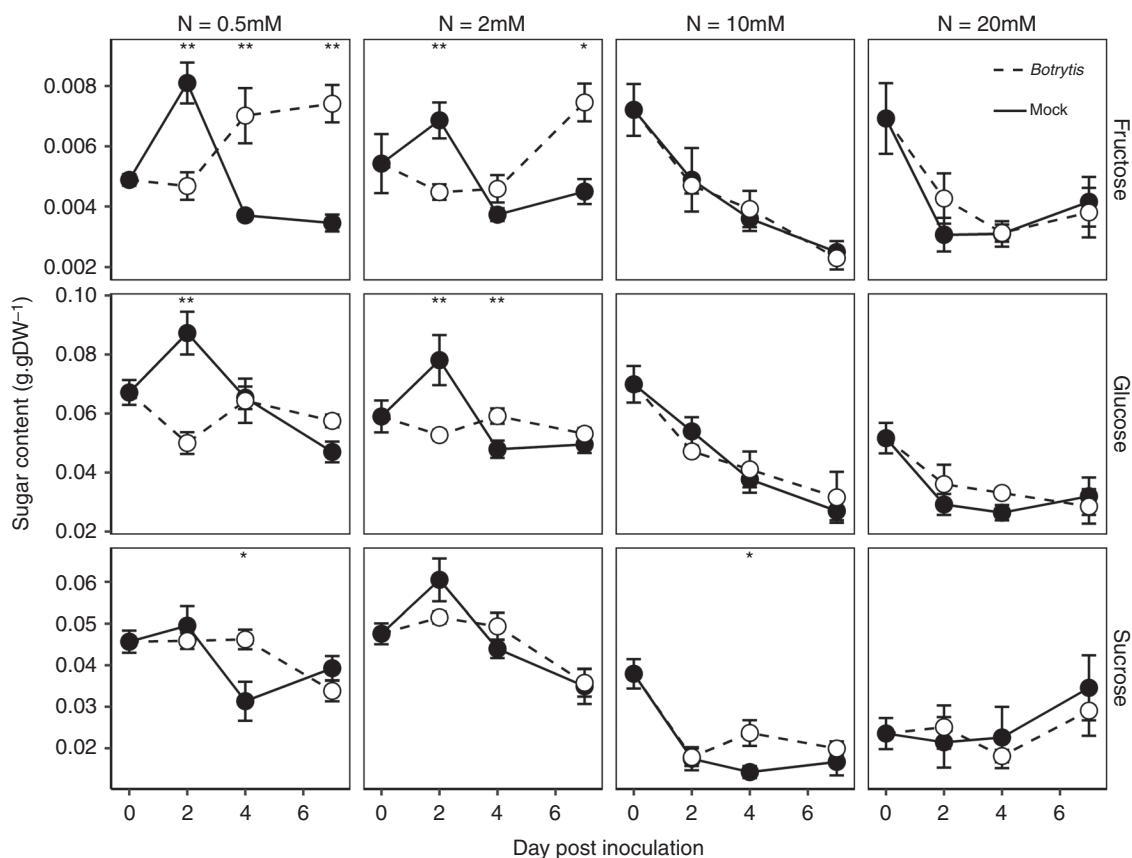 N = 0.5mM N = 2mM N = 10mM N = 20mM
** ** ** ** *
Botrytis
Mock
0.008
0.006
0.004
0.002
Fructose
** ** **
0.10
0.08
0.06
0.04
0.02
Glucose
Sugar content (g.gDW−1)
* *
0.06
0.05
0.04
0.03
0.02
Sucrose
0 2 4 6 0 2 4 6 0 2 4 6 0 2 4 6
Day post inoculation